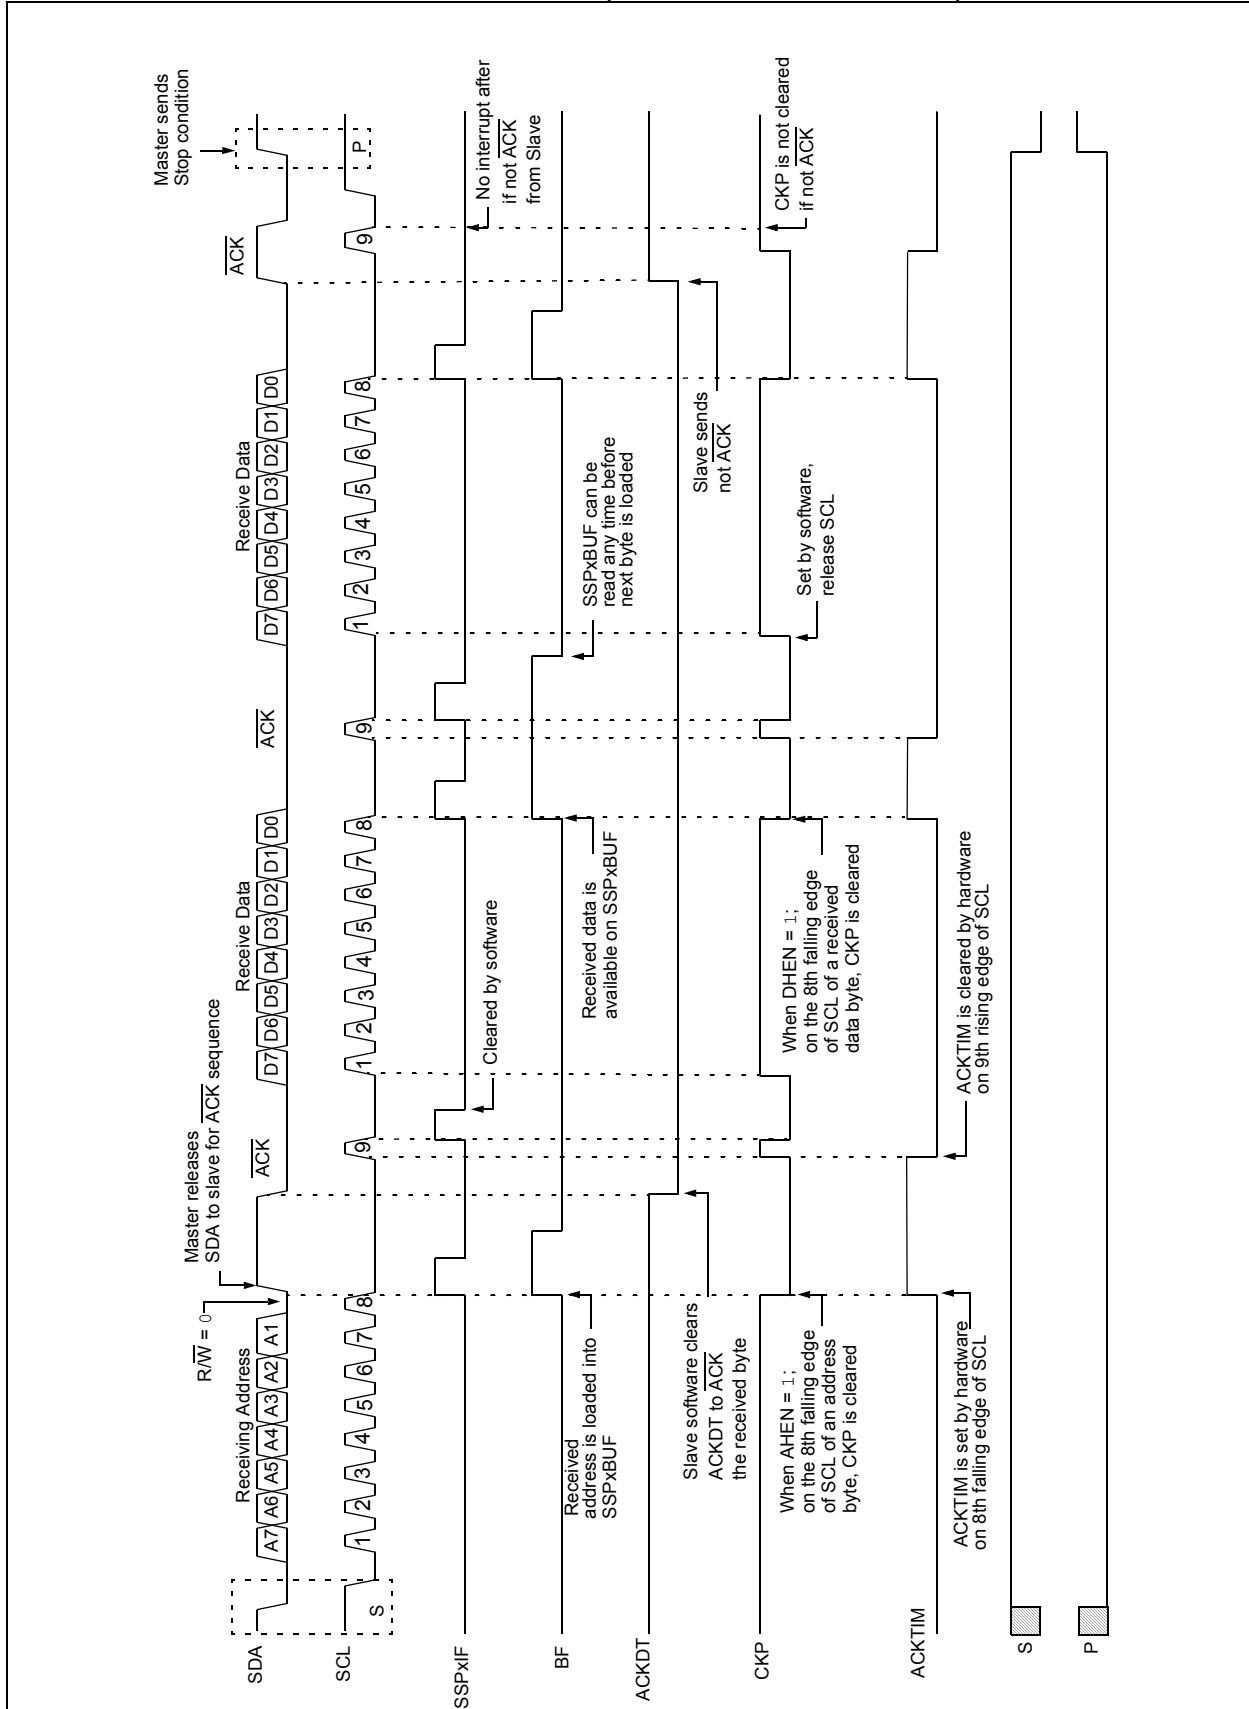 Master sends
Stop condition
Master releases
SDA to slave for ACK sequence
R/W = 0
Receiving Address
ACK
Receive Data
ACK
Receive Data
ACK
SDA
A7 A6 A5 A4 A3 A2 A1
D7 D6 D5 D4 D3 D2 D1 D0
D7 D6 D5 D4 D3 D2 D1 D0
SCL
S
1 2 3 4 5 6 7 8 9
1 2 3 4 5 6 7 8 9
1 2 3 4 5 6 7 8 9
P
SSPxIF
Cleared by software
No interrupt after
if not ACK
from Slave
BF
Received
address is loaded into
SSPxBUF
Received data is
available on SSPxBUF
SSPxBUF can be
read any time before
next byte is loaded
ACKDT
Slave software clears
ACKDT to ACK
the received byte
Slave sends
not ACK
CKP
When AHEN = 1;
on the 8th falling edge
of SCL of an address
byte, CKP is cleared
When DHEN = 1;
on the 8th falling edge
of SCL of a received
data byte, CKP is cleared
Set by software,
release SCL
CKP is not cleared
if not ACK
ACKTIM
ACKTIM is set by hardware
on 8th falling edge of SCL
ACKTIM is cleared by hardware
on 9th rising edge of SCL
S
P